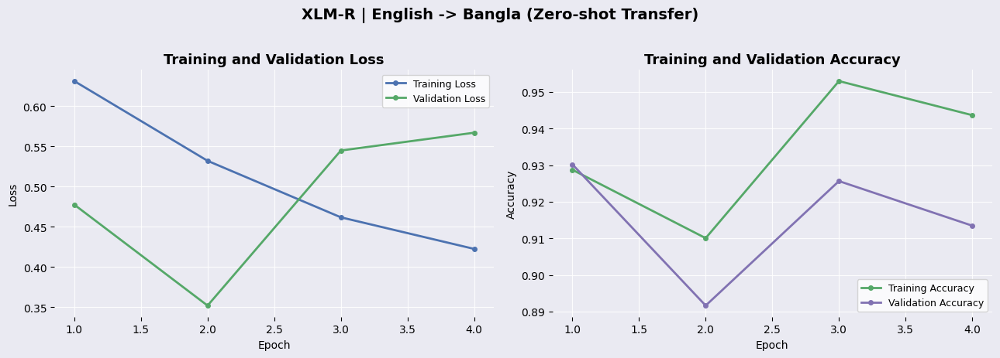 XLM-R | English -> Bangla (Zero-shot Transfer)
Training and Validation Loss
Training Loss
Validation Loss
Loss
0.60
0.55
0.50
0.45
0.40
0.35
1.0 1.5 2.0 2.5 3.0 3.5 4.0
Epoch
Training and Validation Accuracy
Accuracy
0.95
0.94
0.93
0.92
0.91
0.90
0.89
Training Accuracy
Validation Accuracy
1.0 1.5 2.0 2.5 3.0 3.5 4.0
Epoch